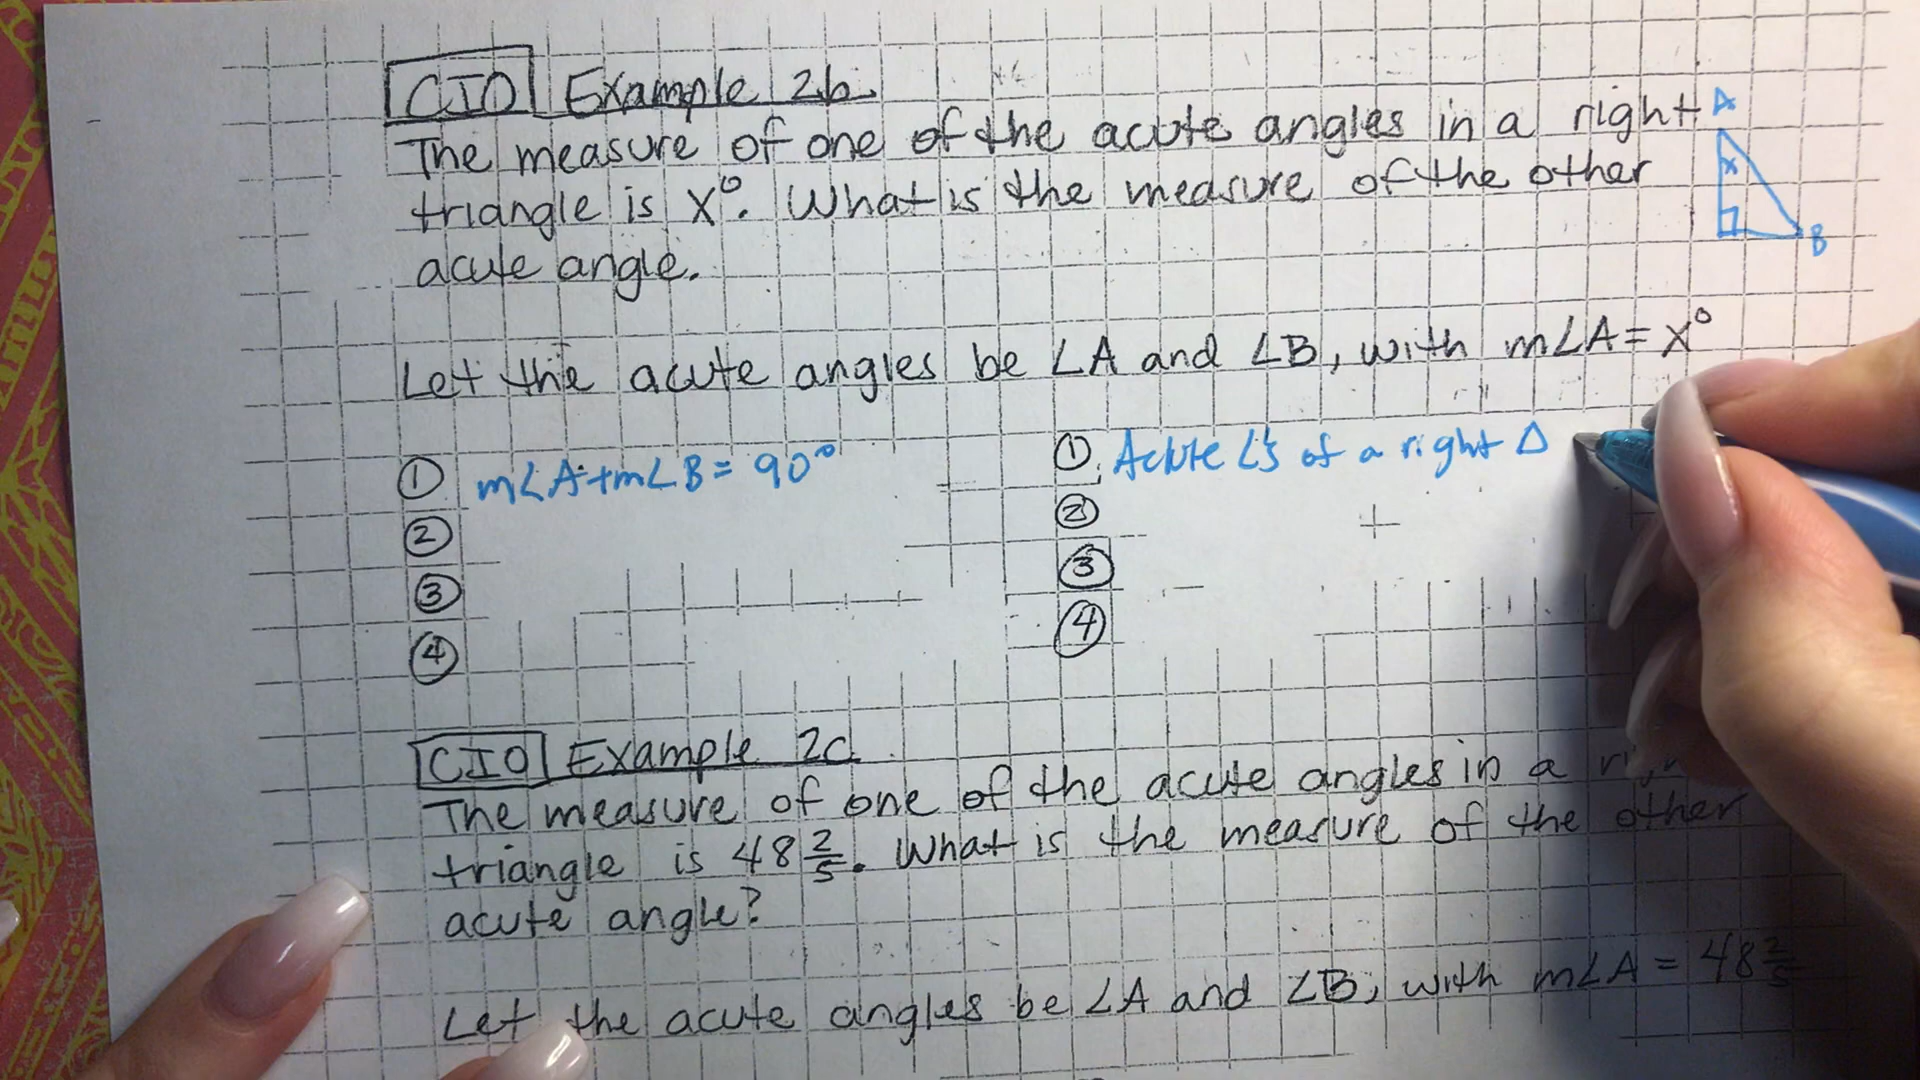 CIO Example 2b.
The measure of one of the acute angles in a right
triangle is x°. What is the measure of the other
acute angle.
A
x
B
Let the acute angles be ∠A and ∠B, with m∠A = x°
① m∠A + m∠B = 90°
②
③
④
① Acute ∠'s of a right △
②
③
④
CIO Example 2c
The measure of one of the acute angles in a
triangle is 48 2/5. What is the measure of the other
acute angle?
Let the acute angles be ∠A and ∠B, with m∠A = 48 2/5